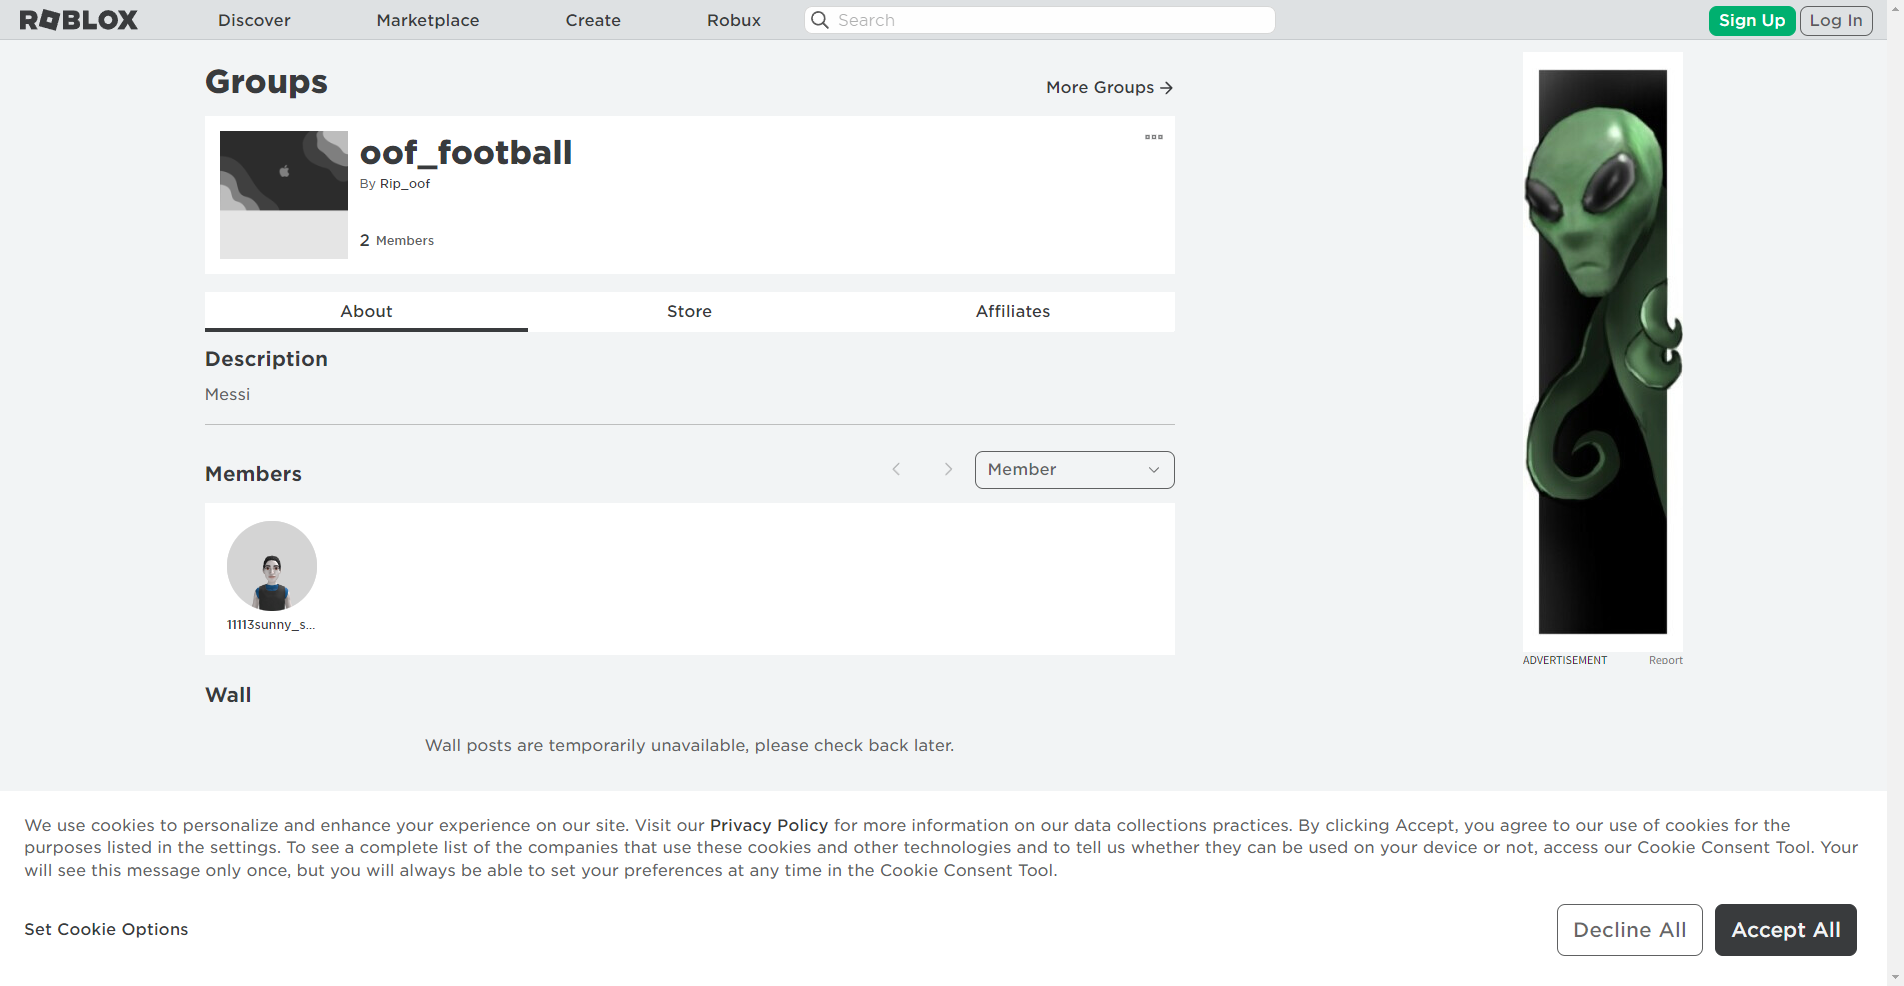 ROBLOX
Discover
Marketplace
Create
Robux
Search
Sign Up
Log In
Groups
More Groups
oof_football
By Rip_oof
2 Members
About
Store
Affiliates
Description
Messi
Members
Member
11113sunny_s...
Wall
Wall posts are temporarily unavailable, please check back later.
ADVERTISEMENT
Report
We use cookies to personalize and enhance your experience on our site. Visit our Privacy Policy for more information on our data collections practices. By clicking Accept, you agree to our use of cookies for the
purposes listed in the settings. To see a complete list of the companies that use these cookies and other technologies and to tell us whether they can be used on your device or not, access our Cookie Consent Tool. Your
will see this message only once, but you will always be able to set your preferences at any time in the Cookie Consent Tool.
Set Cookie Options
Decline All
Accept All